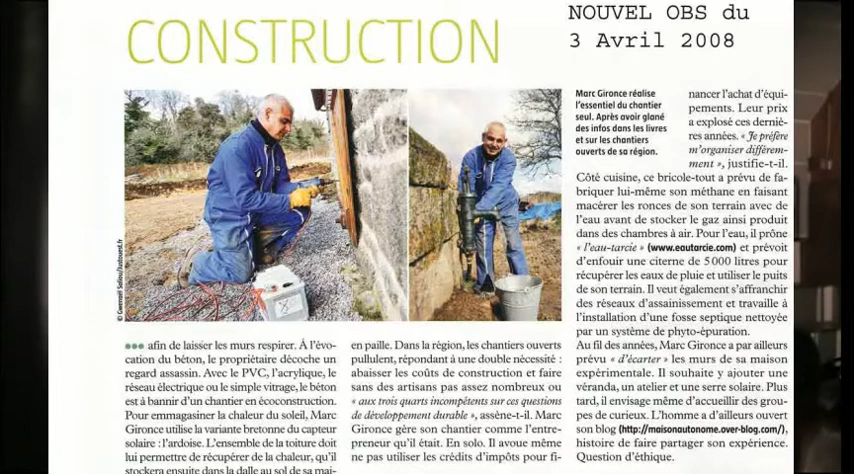 CONSTRUCTION
NOUVEL OBS du
3 Avril 2008
© Gwenaël Saliou/tutouest.fr
Marc Gironce réalise
l'essentiel du chantier
seul. Après avoir glané
des infos dans les livres
et sur les chantiers
ouverts de sa région.
••• afin de laisser les murs respirer. À l'évo-
cation du béton, le propriétaire décoche un
regard assassin. Avec le PVC, l'acrylique, le
réseau électrique ou le simple vitrage, le béton
est à bannir d'un chantier en écoconstruction.
Pour emmagasiner la chaleur du soleil, Marc
Gironce utilise la variante bretonne du capteur
solaire : l'ardoise. L'ensemble de la toiture doit
lui permettre de récupérer de la chaleur, qu'il
stockera ensuite dans la dalle au sol de sa mai-
en paille. Dans la région, les chantiers ouverts
pullulent, répondant à une double nécessité :
abaisser les coûts de construction et faire
sans des artisans pas assez nombreux ou
« aux trois quarts incompétents sur ces questions
de développement durable », assène-t-il. Marc
Gironce gère son chantier comme l'entre-
preneur qu'il était. En solo. Il avoue même
ne pas utiliser les crédits d'impôts pour fi-
nancer l'achat d'équi-
pements. Leur prix
a explosé ces derniè-
res années. « Je préfère
m'organiser différem-
ment », justifie-t-il.
Côté cuisine, ce bricole-tout a prévu de fa-
briquer lui-même son méthane en faisant
macérer les ronces de son terrain avec de
l'eau avant de stocker le gaz ainsi produit
dans des chambres à air. Pour l'eau, il prône
« l'eau-tarcie » (www.eautarcie.com) et prévoit
d'enfouir une citerne de 5 000 litres pour
récupérer les eaux de pluie et utiliser le puits
de son terrain. Il veut également s'affranchir
des réseaux d'assainissement et travaille à
l'installation d'une fosse septique nettoyée
par un système de phyto-épuration.
Au fil des années, Marc Gironce a par ailleurs
prévu « d'écarter » les murs de sa maison
expérimentale. Il souhaite y ajouter une
véranda, un atelier et une serre solaire. Plus
tard, il envisage même d'accueillir des grou-
pes de curieux. L'homme a d'ailleurs ouvert
son blog (http://maisonautonome.over-blog.com/),
histoire de faire partager son expérience.
Question d'éthique.